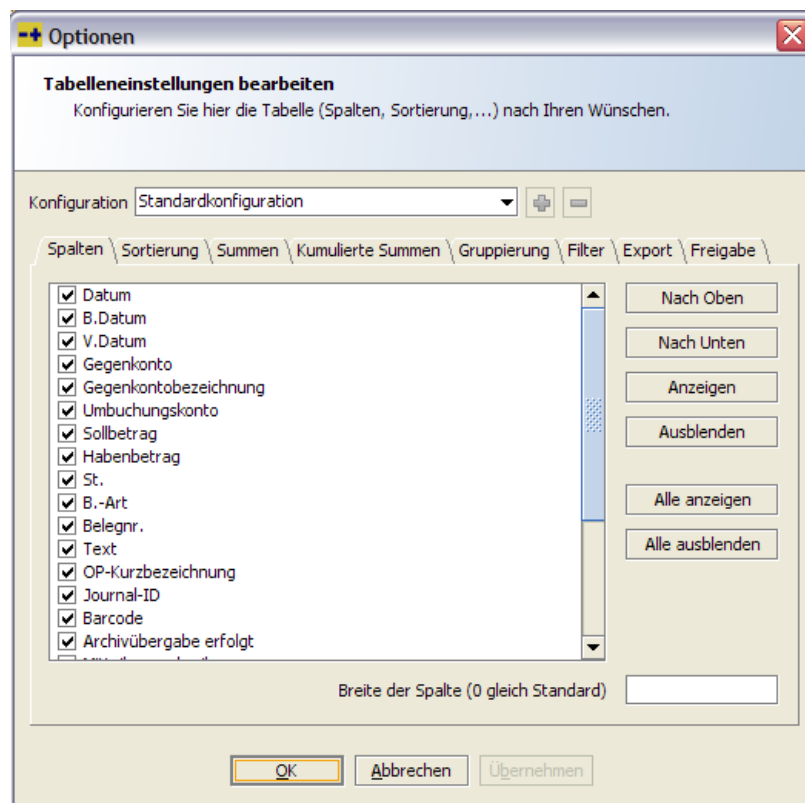 Optionen
Tabelleneinstellungen bearbeiten
Konfigurieren Sie hier die Tabelle (Spalten, Sortierung,...) nach Ihren Wünschen.
Konfiguration Standardkonfiguration
Spalten Sortierung Summen Kumulierte Summen Gruppierung Filter Export Freigabe
Datum
B.Datum
V.Datum
Gegenkonto
Gegenkontobezeichnung
Umbuchungskonto
Sollbetrag
Habenbetrag
St.
B.-Art
Belegnr.
Text
OP-Kurzbezeichnung
Journal-ID
Barcode
Archivübergabe erfolgt
Nach Oben
Nach Unten
Anzeigen
Ausblenden
Alle anzeigen
Alle ausblenden
Breite der Spalte (0 gleich Standard)
OK Abbrechen Übernehmen